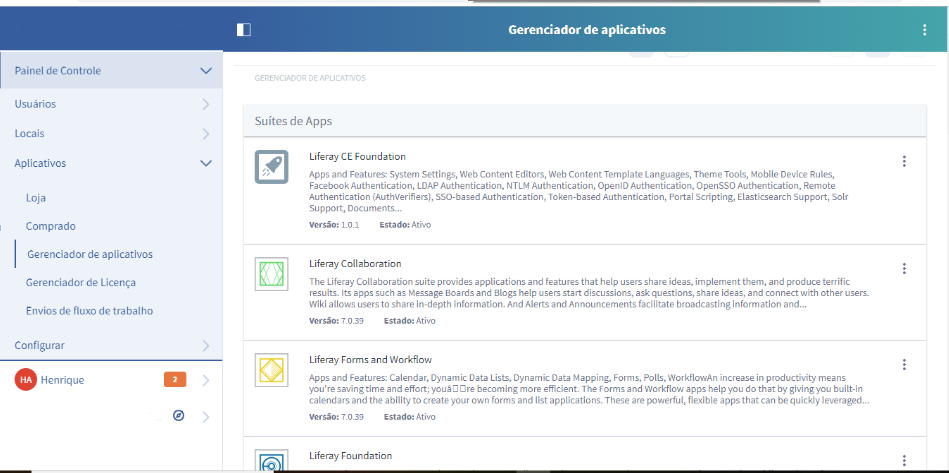 Gerenciador de aplicativos
Painel de Controle
Usuários
Locais
Aplicativos
Loja
Comprado
Gerenciador de aplicativos
Gerenciador de Licença
Envios de fluxo de trabalho
Configurar
HA Henrique 2
GERENCIADOR DE APLICATIVOS
Suítes de Apps
Liferay CE Foundation
Apps and Features: System Settings, Web Content Editors, Web Content Template Languages, Theme Tools, Mobile Device Rules,
Facebook Authentication, LDAP Authentication, NTLM Authentication, OpenID Authentication, OpenSSO Authentication, Remote
Authentication (AuthVerifiers), SSO-based Authentication, Token-based Authentication, Portal Scripting, Elasticsearch Support, Solr
Support, Documents...
Versão: 1.0.1 Estado: Ativo
Liferay Collaboration
The Liferay Collaboration suite provides applications and features that help users share ideas, implement them, and produce terrific
results. Its apps such as Message Boards and Blogs help users start discussions, ask questions, share ideas, and connect with other users.
Wiki allows users to share in-depth information. And Alerts and Announcements facilitate broadcasting information and...
Versão: 7.0.39 Estado: Ativo
Liferay Forms and Workflow
Apps and Features: Calendar, Dynamic Data Lists, Dynamic Data Mapping, Forms, Polls, WorkflowAn increase in productivity means
you're saving time and effort; youâ□□re becoming more efficient. The Forms and Workflow apps help you do that by giving you built-in
calendars and the ability to create your own forms and list applications. These are powerful, flexible apps that can be quickly leveraged...
Versão: 7.0.39 Estado: Ativo
Liferay Foundation